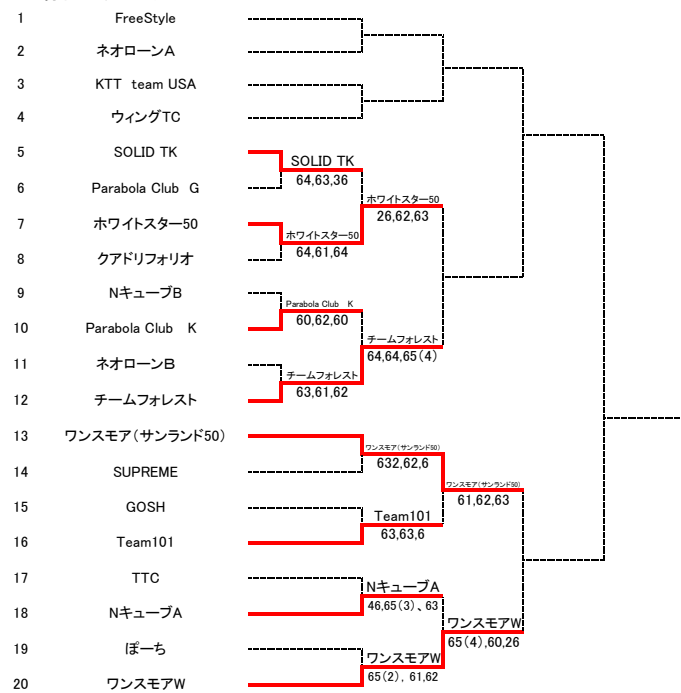 1 FreeStyle
2 ネオローンA
3 KTT team USA
4 ウィングTC
5 SOLID TK
SOLID TK
64,63,36
6 Parabola Club G
ホワイトスター50
26,62,63
7 ホワイトスター50
ホワイトスター50
64,61,64
8 クアドリフォリオ
9 NキューブB
Parabola Club K
60,62,60
10 Parabola Club K
チームフォレスト
64,64,65(4)
11 ネオローンB
チームフォレスト
63,61,62
12 チームフォレスト
13 ワンスモア(サンランド50)
ワンスモア(サンランド50)
632,62,6
14 SUPREME
ワンスモア(サンランド50)
61,62,63
15 GOSH
Team101
63,63,6
16 Team101
17 TTC
NキューブA
46,65(3)、63
18 NキューブA
ワンスモアW
65(4),60,26
19 ぽーち
ワンスモアW
65(2), 61,62
20 ワンスモアW